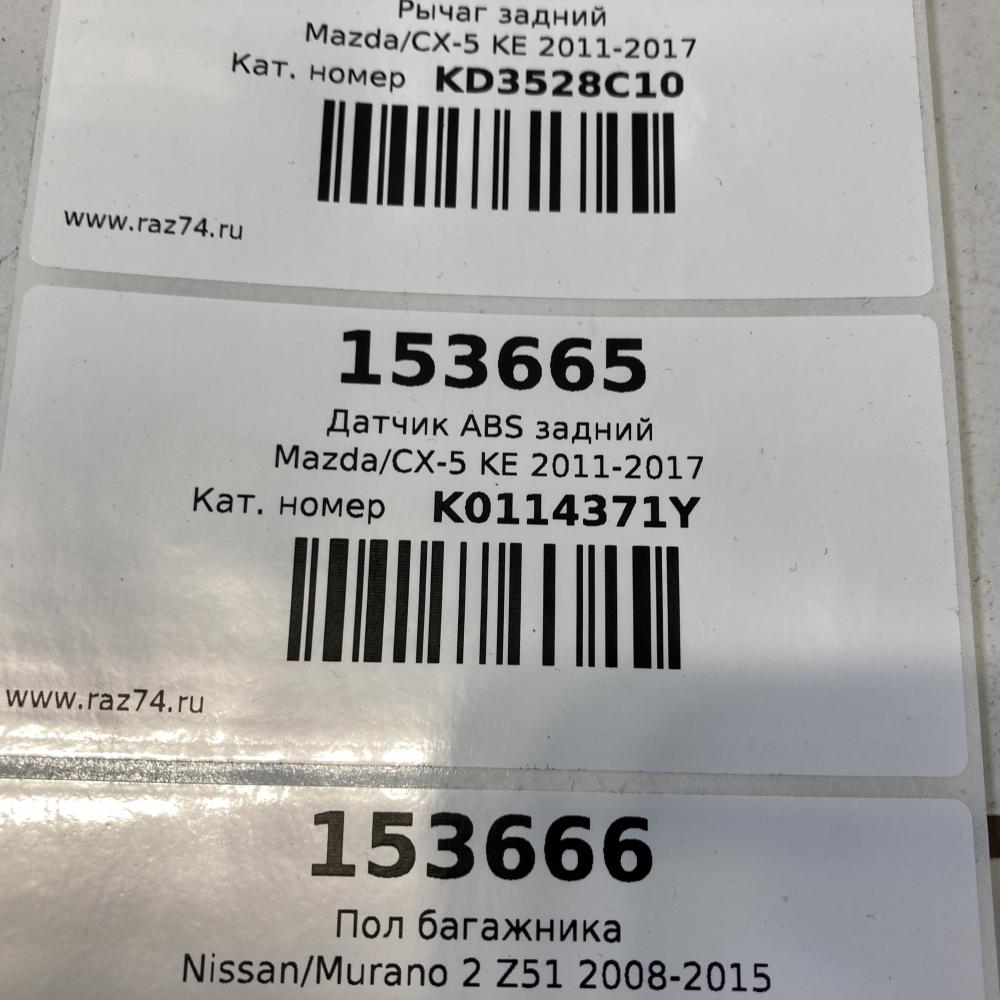 Рычаг задний
Mazda/CX-5 KE 2011-2017
Кат. номер KD3528C10
www.raz74.ru
153665
Датчик ABS задний
Mazda/CX-5 KE 2011-2017
Кат. номер K0114371Y
www.raz74.ru
153666
Пол багажника
Nissan/Murano 2 Z51 2008-2015